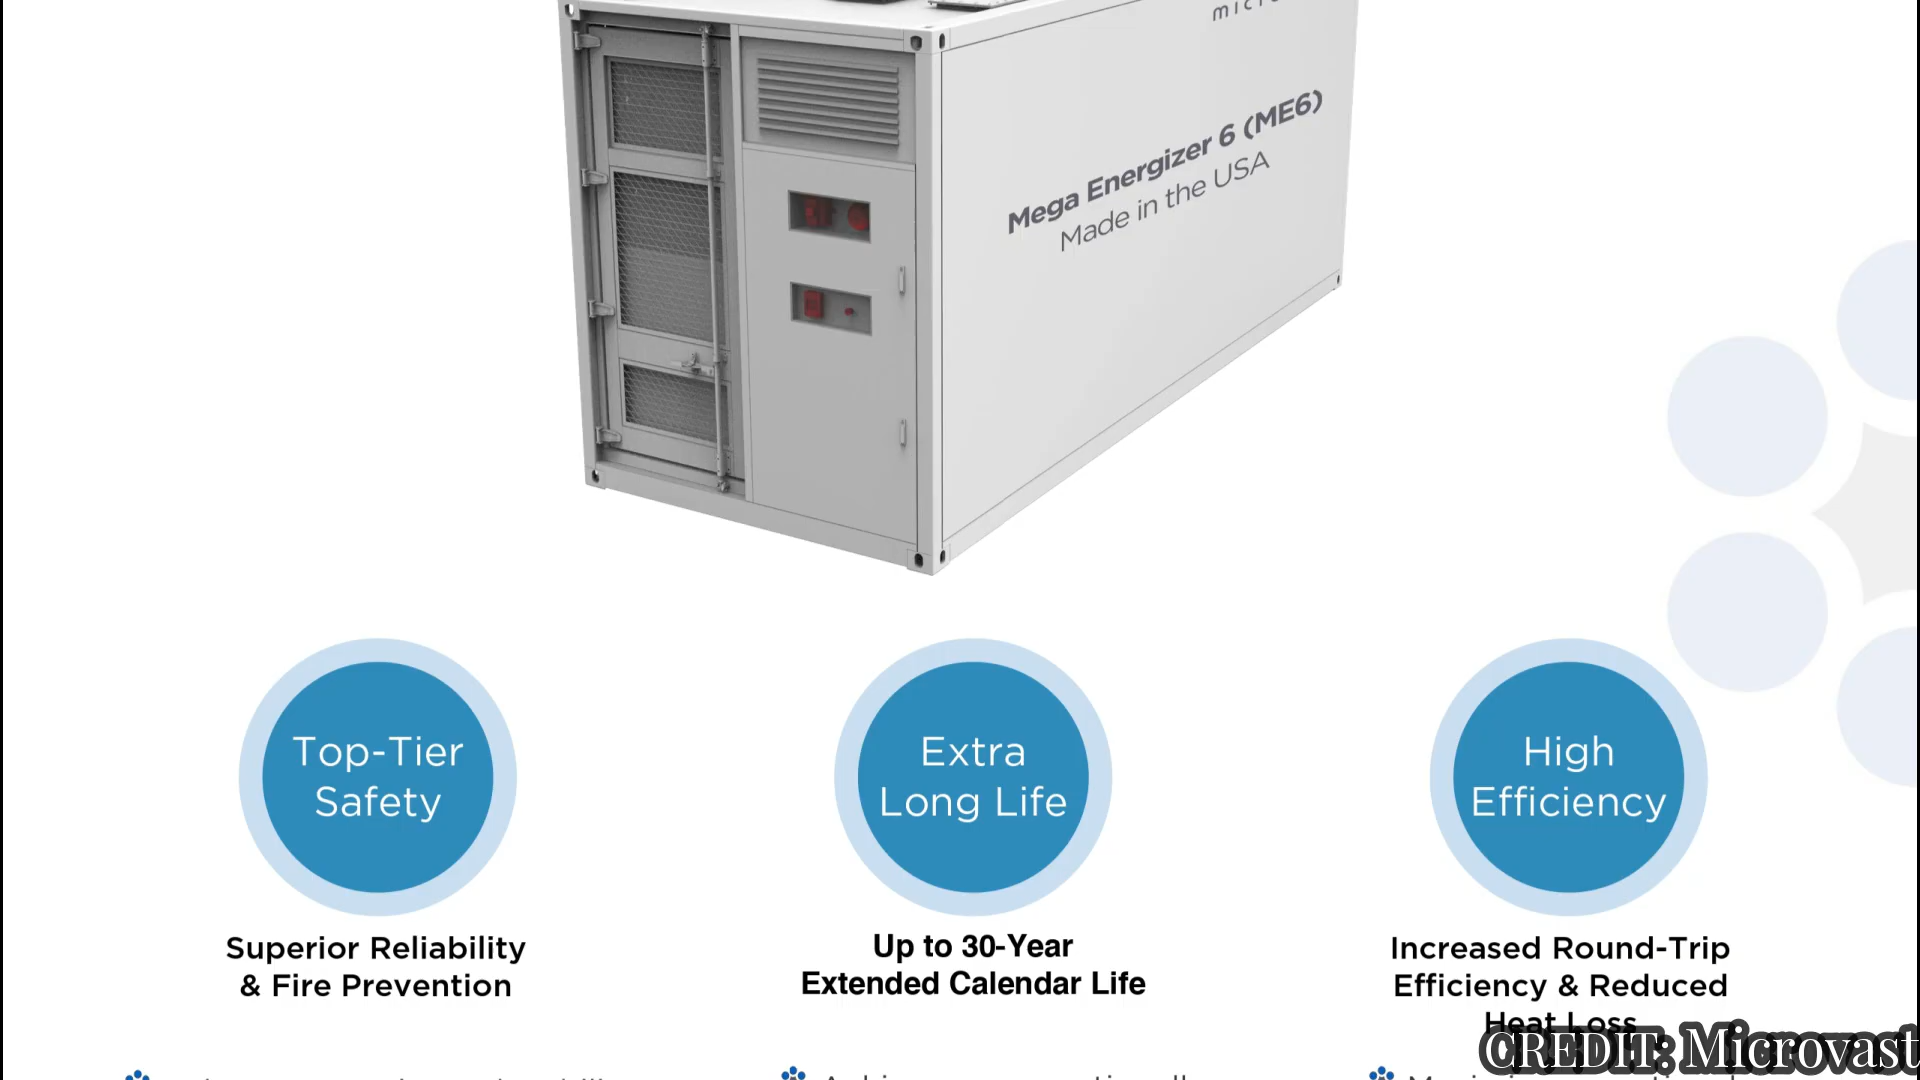 Mega Energizer 6 (ME6)
Made in the USA
Top-Tier
Safety
Extra
Long Life
High
Efficiency
Superior Reliability
& Fire Prevention
Up to 30-Year
Extended Calendar Life
Increased Round-Trip
Efficiency & Reduced
Heat Loss
CREDIT: Microvast